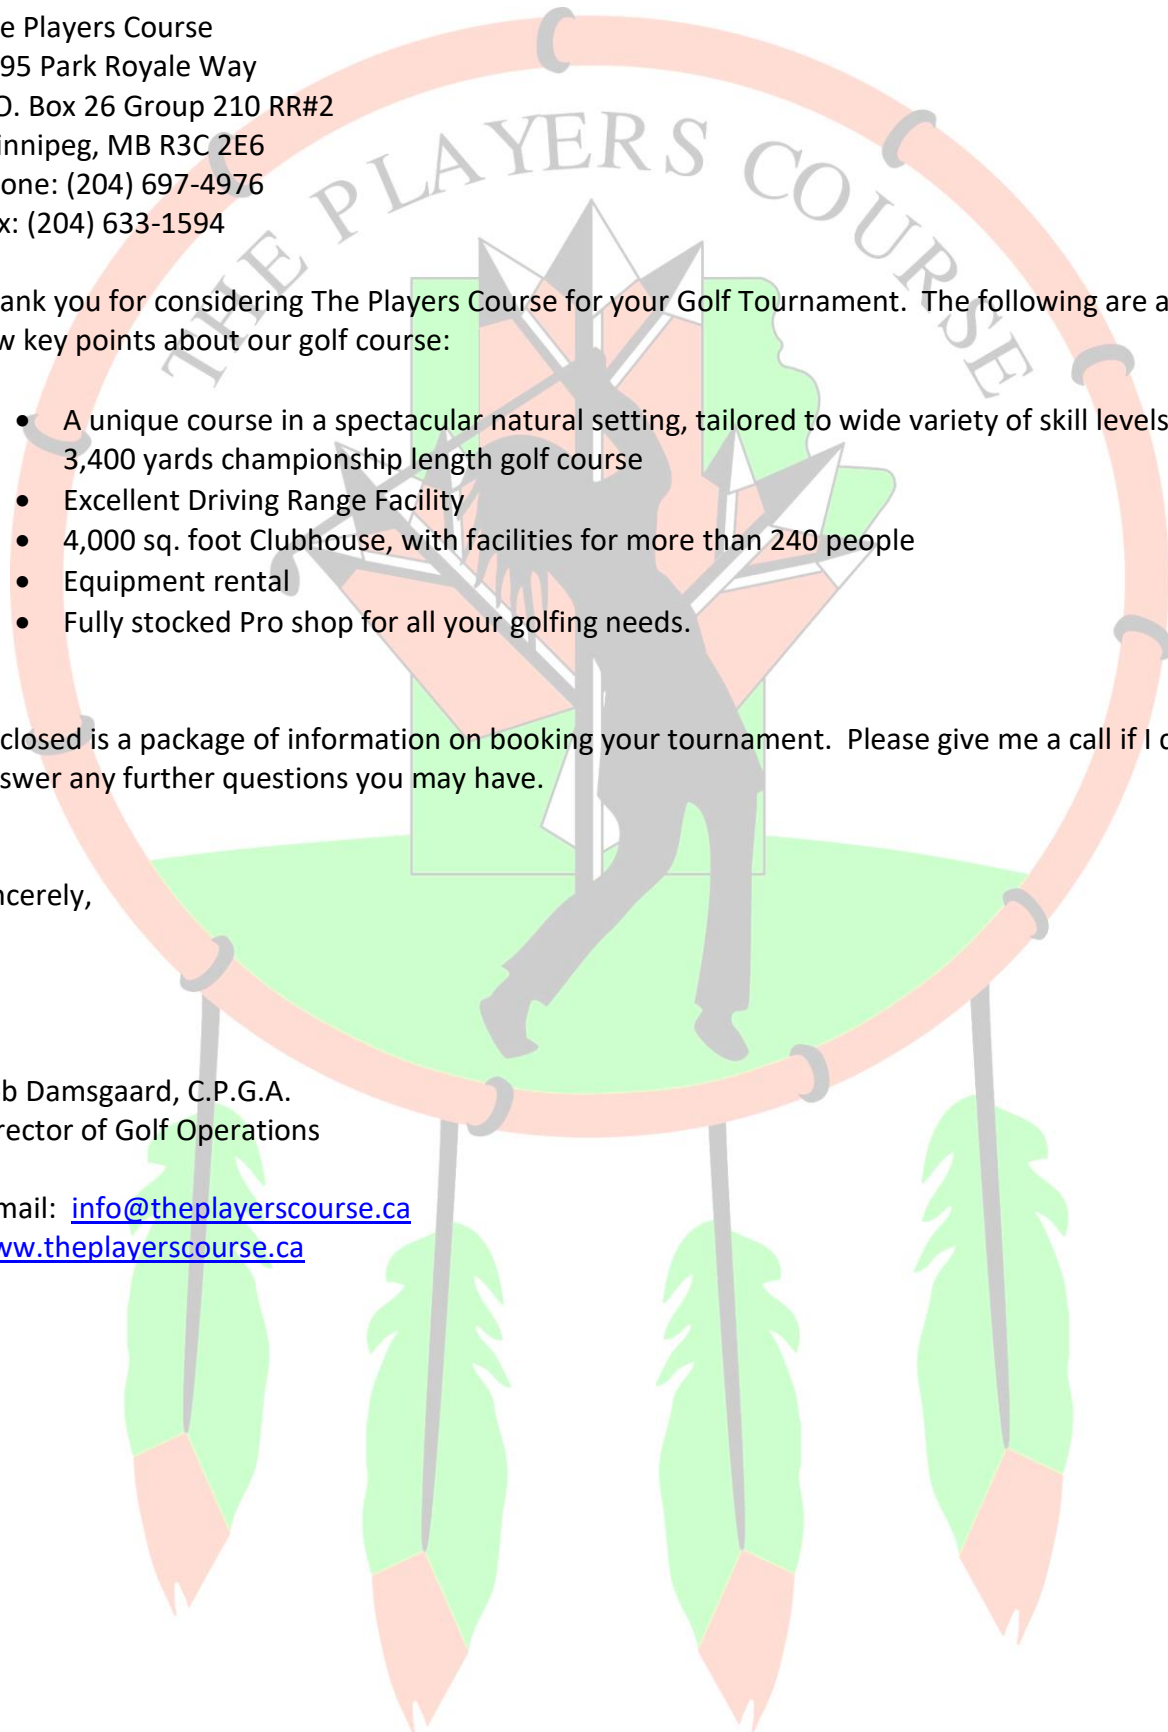 e Players Course
95 Park Royale Way
O. Box 26 Group 210 RR#2
innipeg, MB R3C 2E6
one: (204) 697-4976
x: (204) 633-1594
THE PLAYERS COURSE
ank you for considering The Players Course for your Golf Tournament. The following are a
w key points about our golf course:
• A unique course in a spectacular natural setting, tailored to wide variety of skill levels
3,400 yards championship length golf course
• Excellent Driving Range Facility
• 4,000 sq. foot Clubhouse, with facilities for more than 240 people
• Equipment rental
• Fully stocked Pro shop for all your golfing needs.
closed is a package of information on booking your tournament. Please give me a call if I c
swer any further questions you may have.
ncerely,
b Damsgaard, C.P.G.A.
rector of Golf Operations
mail: info@theplayerscourse.ca
ww.theplayerscourse.ca